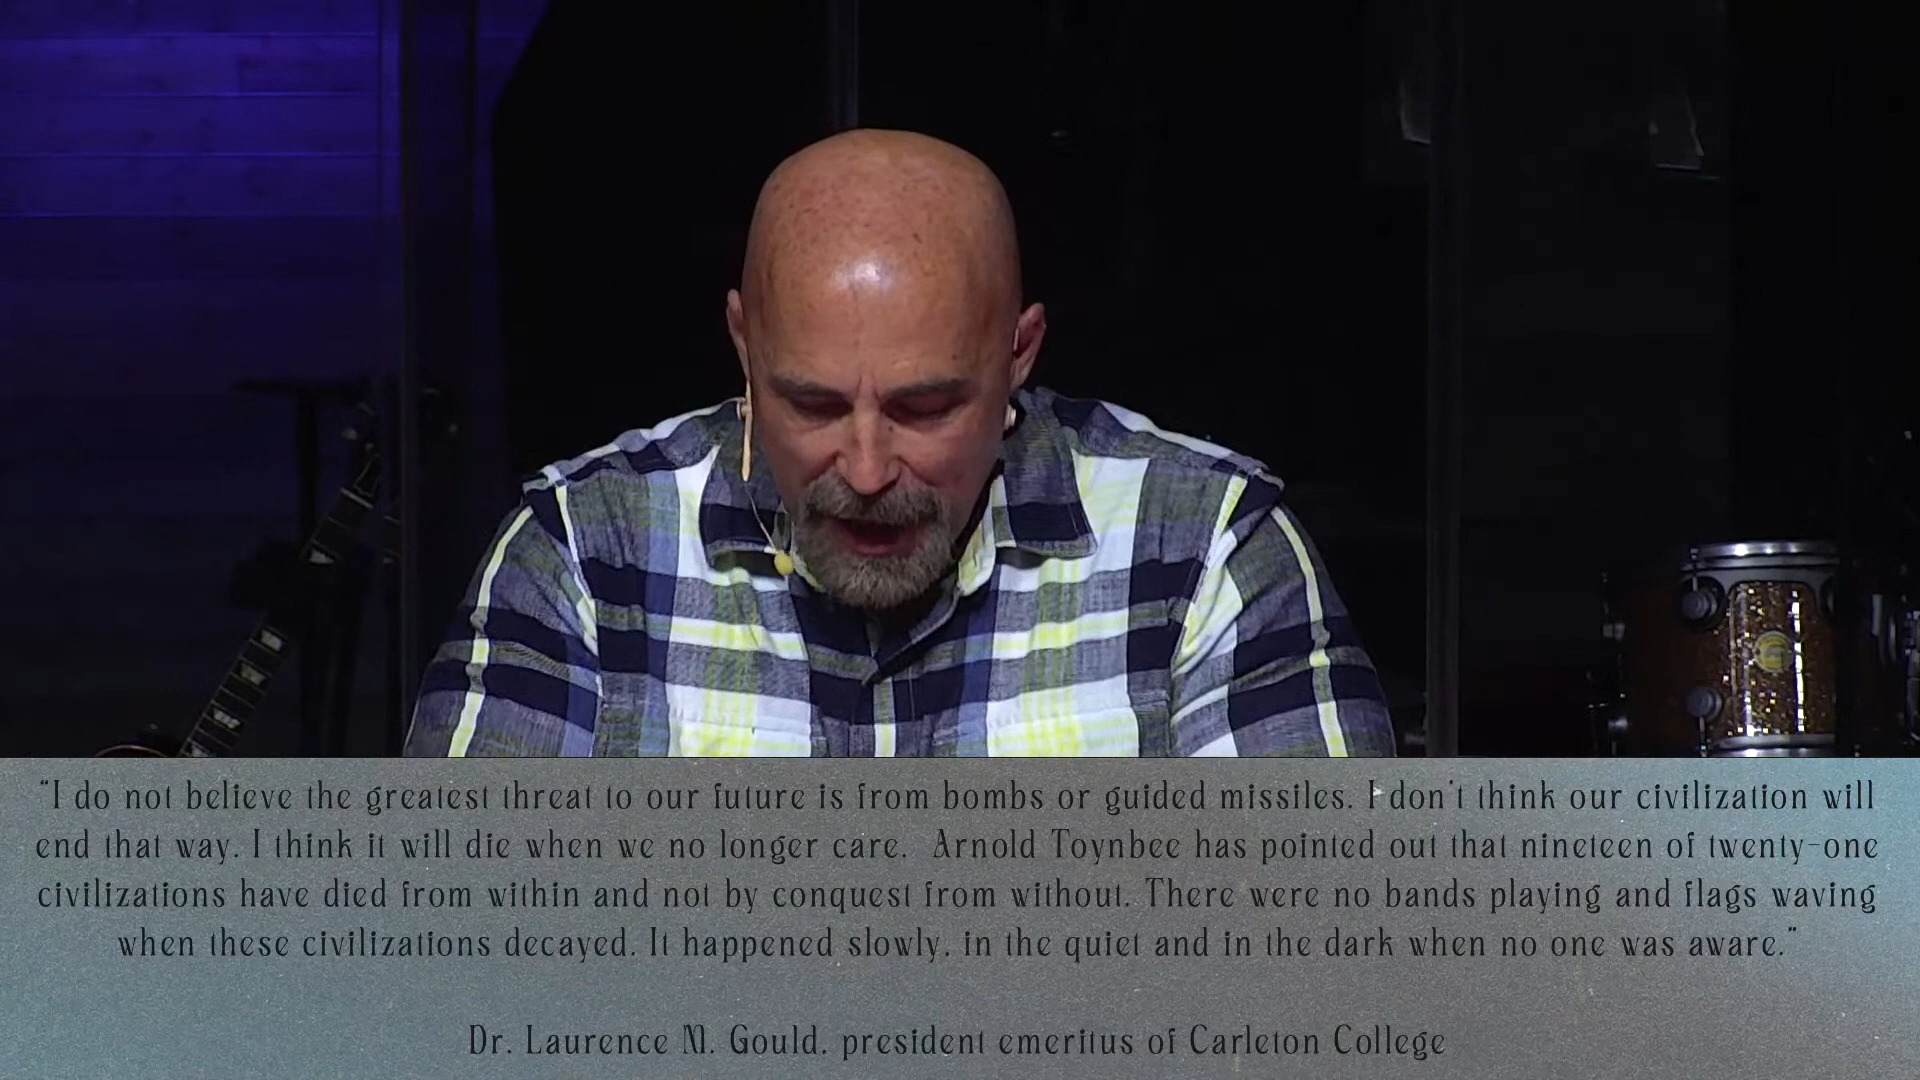 “I do not believe the greatest threat to our future is from bombs or guided missiles. I don't think our civilization will
end that way. I think it will die when we no longer care.  Arnold Toynbee has pointed out that nineteen of twenty-one
civilizations have died from within and not by conquest from without. There were no bands playing and flags waving
when these civilizations decayed. It happened slowly, in the quiet and in the dark when no one was aware.”
Dr. Laurence M. Gould, president emeritus of Carleton College